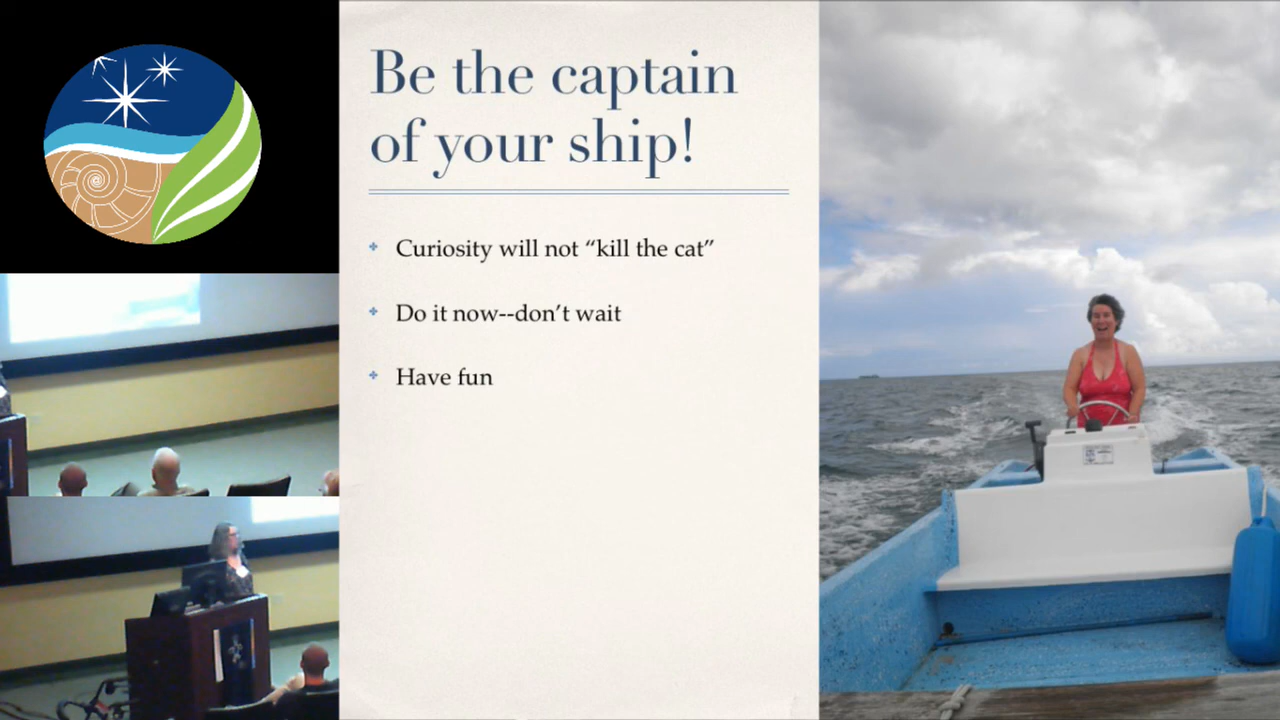 Be the captain
of your ship!
Curiosity will not “kill the cat”
Do it now--don’t wait
Have fun